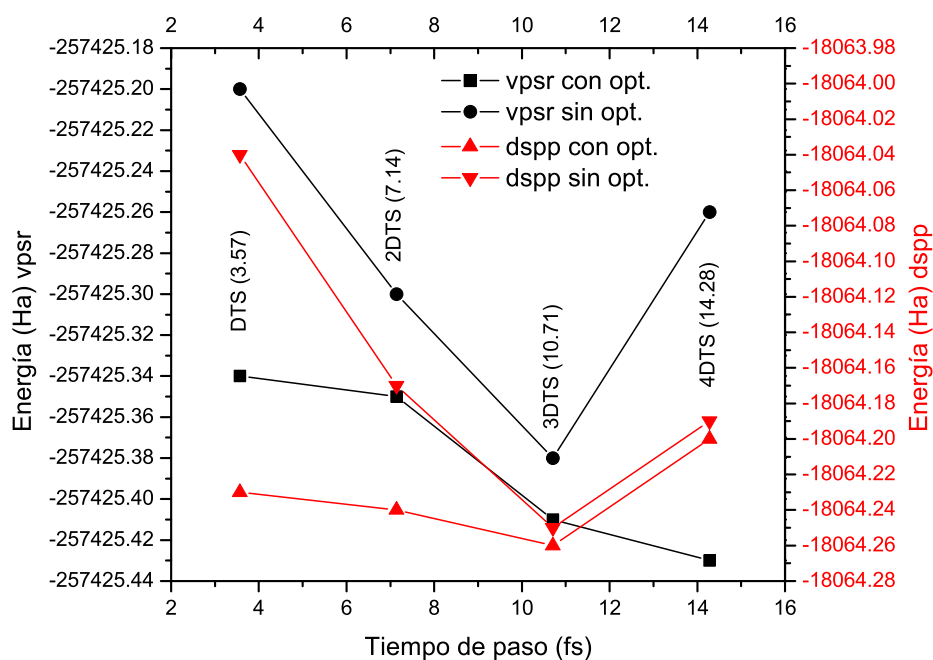 2 4 6 8 10 12 14 16
-257425.18
-257425.20
-257425.22
-257425.24
-257425.26
-257425.28
-257425.30
-257425.32
-257425.34
-257425.36
-257425.38
-257425.40
-257425.42
-257425.44
Energía (Ha) vpsr
vpsr con opt.
vpsr sin opt.
dspp con opt.
dspp sin opt.
DTS (3.57)
2DTS (7.14)
3DTS (10.71)
4DTS (14.28)
-18063.98
-18064.00
-18064.02
-18064.04
-18064.06
-18064.08
-18064.10
-18064.12
-18064.14
-18064.16
-18064.18
-18064.20
-18064.22
-18064.24
-18064.26
-18064.28
Energía (Ha) dspp
2 4 6 8 10 12 14 16
Tiempo de paso (fs)